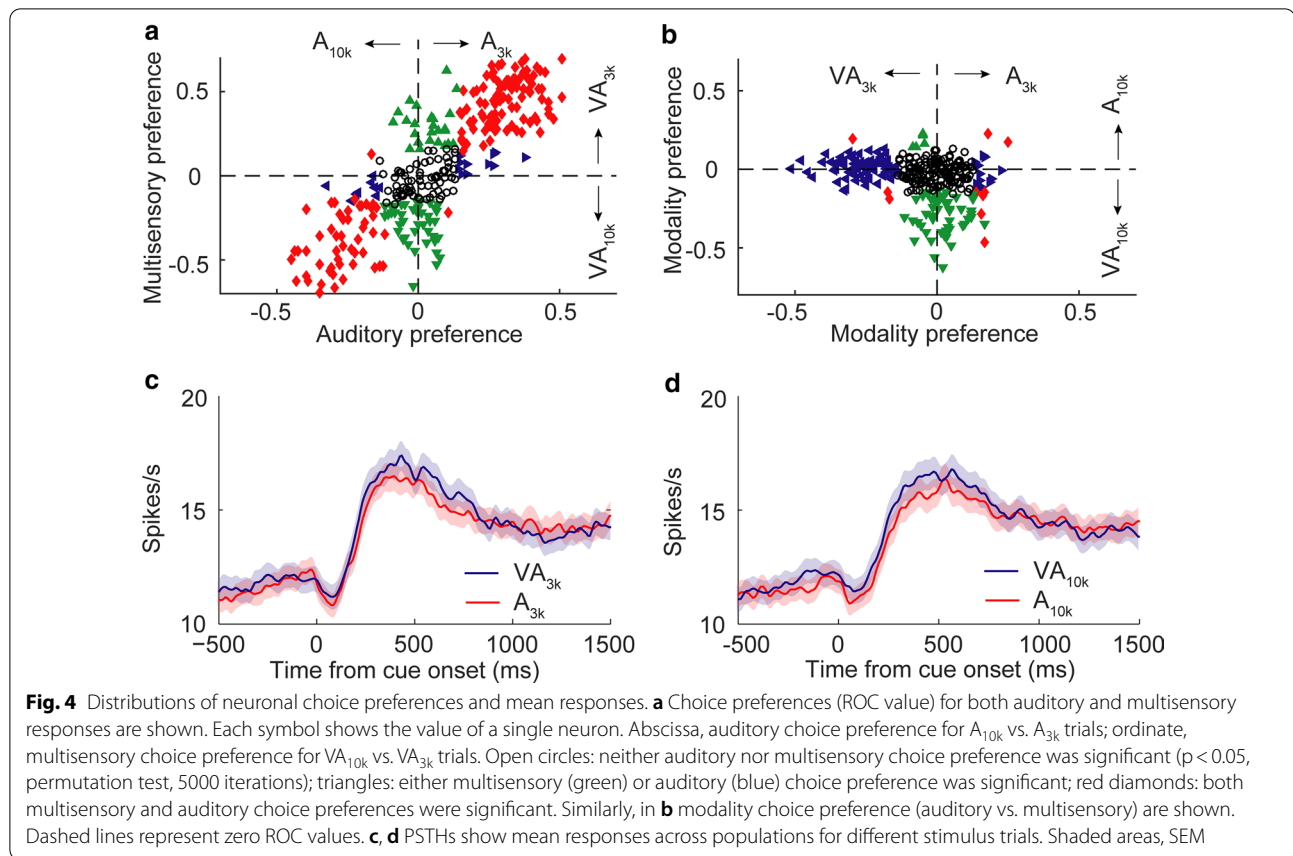 a
A10k
A3k
Multisensory preference
0.5
0
-0.5
VA3k
VA10k
-0.5
0
0.5
Auditory preference
b
VA3k
A3k
Modality preference
0.5
0
-0.5
A10k
VA10k
-0.5
0
0.5
Modality preference
c
Spikes/s
20
15
10
VA3k
A3k
−500
0
500
1000
1500
Time from cue onset (ms)
d
Spikes/s
20
15
10
VA10k
A10k
-500
0
500
1000
1500
Time from cue onset (ms)
Fig. 4 Distributions of neuronal choice preferences and mean responses. a Choice preferences (ROC value) for both auditory and multisensory
responses are shown. Each symbol shows the value of a single neuron. Abscissa, auditory choice preference for A10k vs. A3k trials; ordinate,
multisensory choice preference for VA10k vs. VA3k trials. Open circles: neither auditory nor multisensory choice preference was significant (p < 0.05,
permutation test, 5000 iterations); triangles: either multisensory (green) or auditory (blue) choice preference was significant; red diamonds: both
multisensory and auditory choice preferences were significant. Similarly, in b modality choice preference (auditory vs. multisensory) are shown.
Dashed lines represent zero ROC values. c, d PSTHs show mean responses across populations for different stimulus trials. Shaded areas, SEM